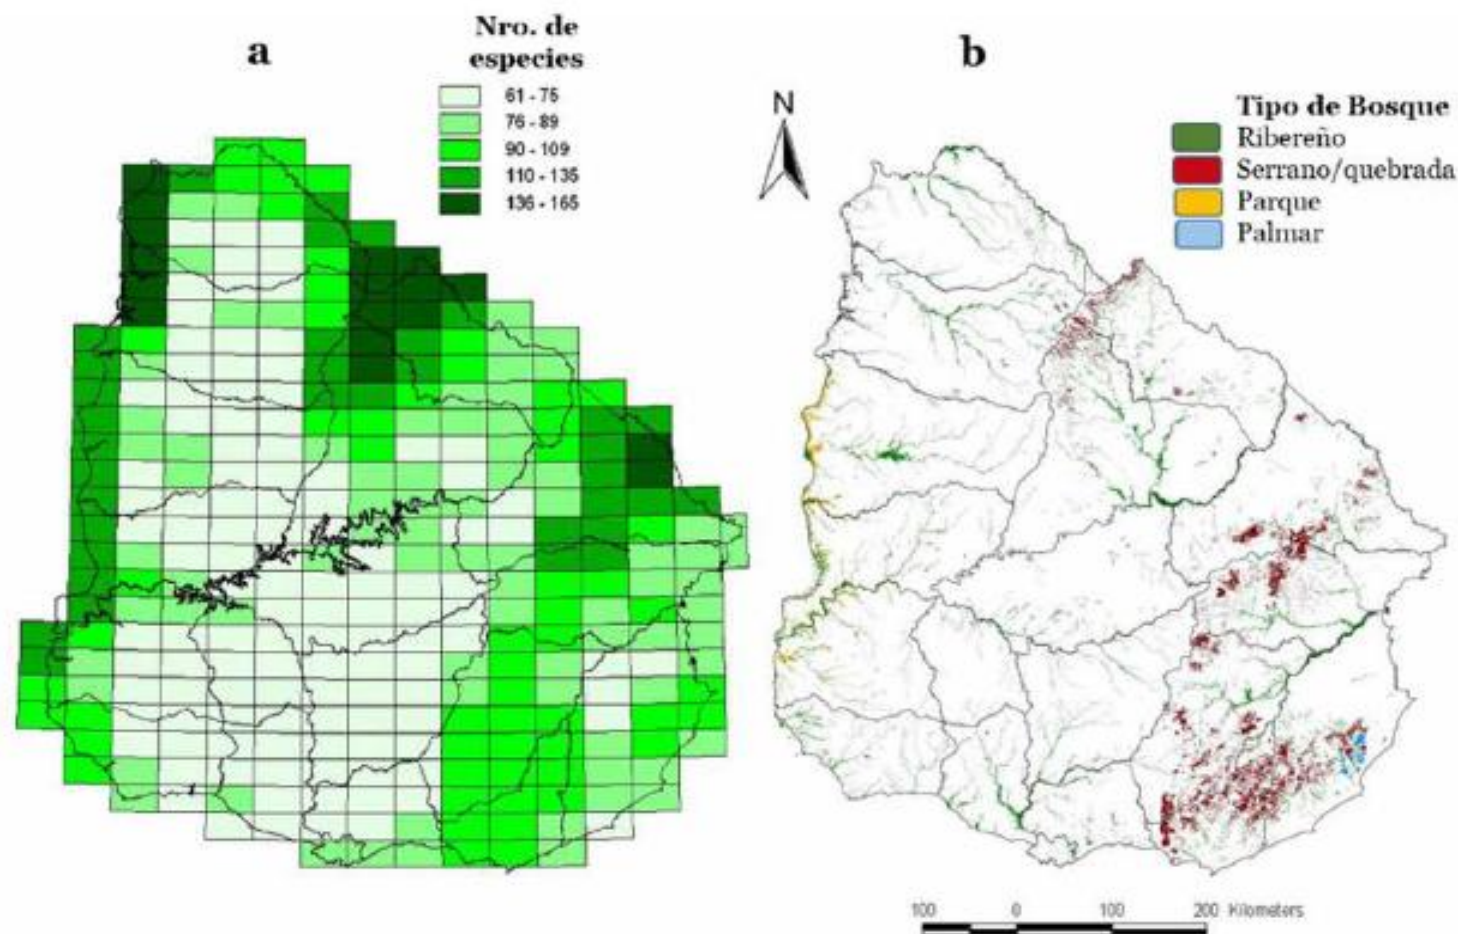 a
Nro. de
especies
61 - 75
76 - 89
90 - 109
110 - 135
136 - 165
b
N
Tipo de Bosque
Ribereño
Serrano/quebrada
Parque
Palmar
100 0 100 200 Kilometers